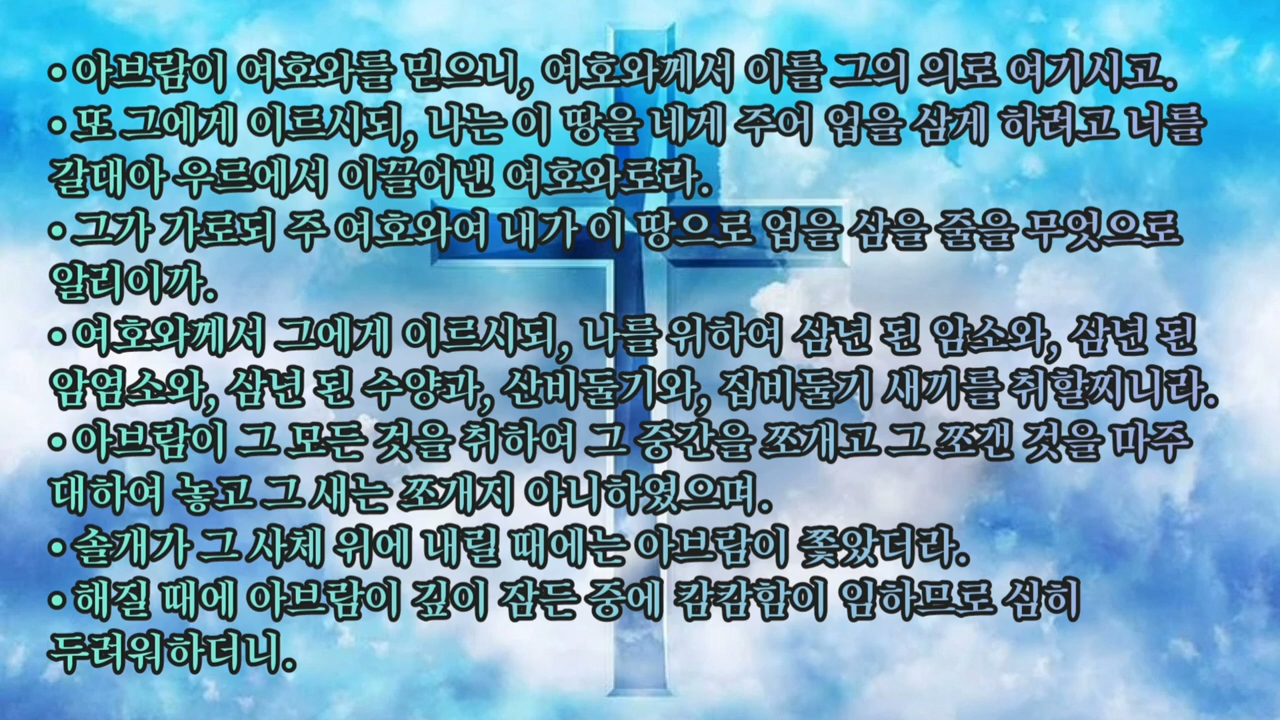 • 아브람이 여호와를 믿으니, 여호와께서 이를 그의 의로 여기시고.
• 또 그에게 이르시되, 나는 이 땅을 네게 주어 업을 삼게 하려고 너를
갈대아 우르에서 이끌어낸 여호와로라.
• 그가 가로되 주 여호와여 내가 이 땅으로 업을 삼을 줄을 무엇으로
알리이까.
• 여호와께서 그에게 이르시되, 나를 위하여 삼년 된 암소와, 삼년 된
암염소와, 삼년 된 수양과, 산비둘기와, 집비둘기 새끼를 취할찌니라.
• 아브람이 그 모든 것을 취하여 그 중간을 쪼개고 그 쪼갠 것을 마주
대하여 놓고 그 새는 쪼개지 아니하였으며.
• 솔개가 그 사체 위에 내릴 때에는 아브람이 쫓았더라.
• 해질 때에 아브람이 깊이 잠든 중에 캄캄함이 임하므로 심히
두려워하더니.